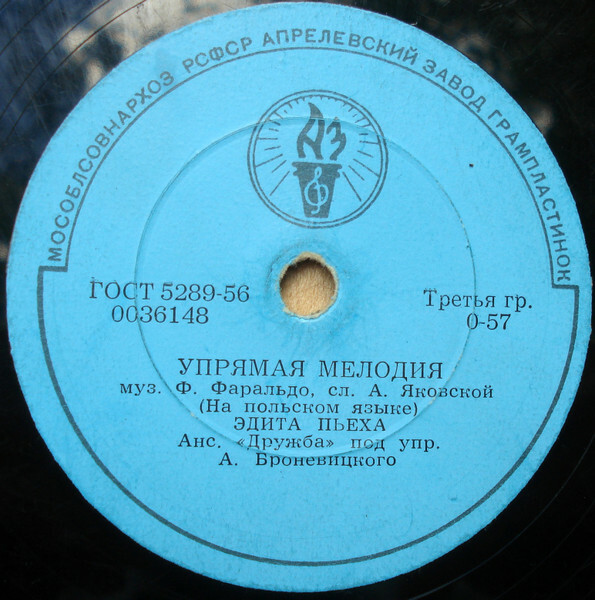 МОСОБЛСОВНАРХОЗ РСФСР АПРЕЛЕВСКИЙ ЗАВОД ГРАМПЛАСТИНОК
АЗ
ГОСТ 5289-56
0036148
Третья гр.
0-57
УПРЯМАЯ МЕЛОДИЯ
муз. Ф. Фаральдо, сл. А. Яковской
(На польском языке)
ЭДИТА ПЬЕХА
Анс. «Дружба» под упр.
А. Броневицкого